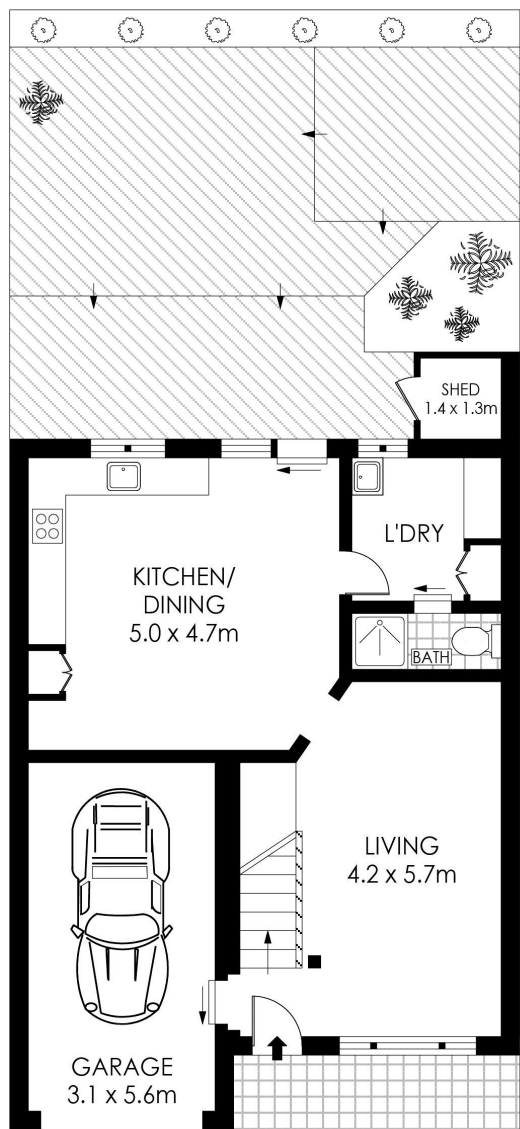 SHED
1.4 x 1.3m
L'DRY
KITCHEN/
DINING
5.0 x 4.7m
BATH
LIVING
4.2 x 5.7m
GARAGE
3.1 x 5.6m